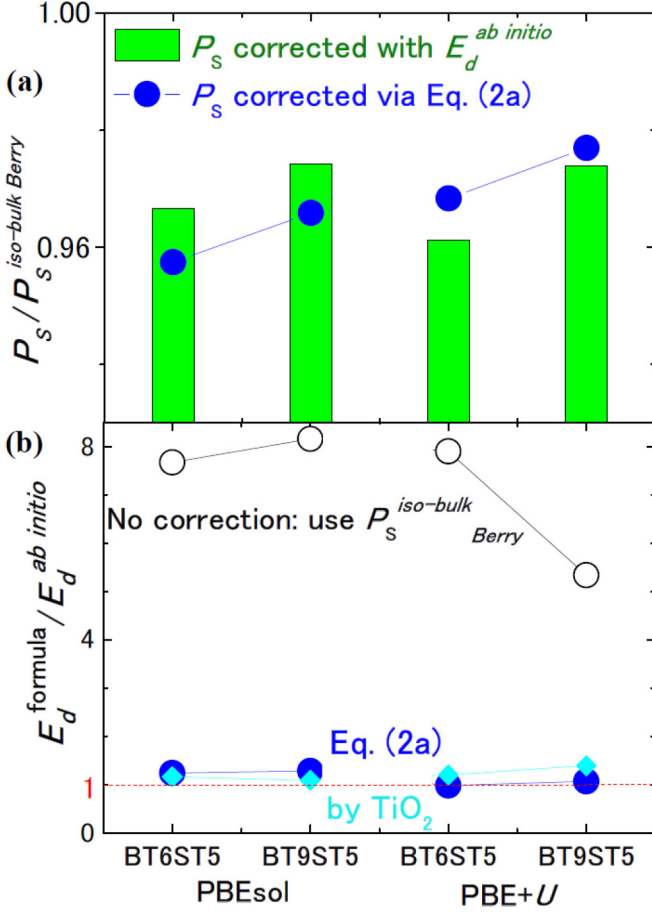 1.00
(a)
P_S corrected with E_d^{ab initio}
P_S corrected via Eq. (2a)
0.96
P_S / P_S^{iso-bulk Berry}
(b)
8
No correction: use P_S^{iso-bulk}_{Berry}
4
E_d^{formula} / E_d^{ab initio}
Eq. (2a)
1
by TiO₂
0
BT6ST5 BT9ST5 BT6ST5 BT9ST5
PBEsol PBE+U